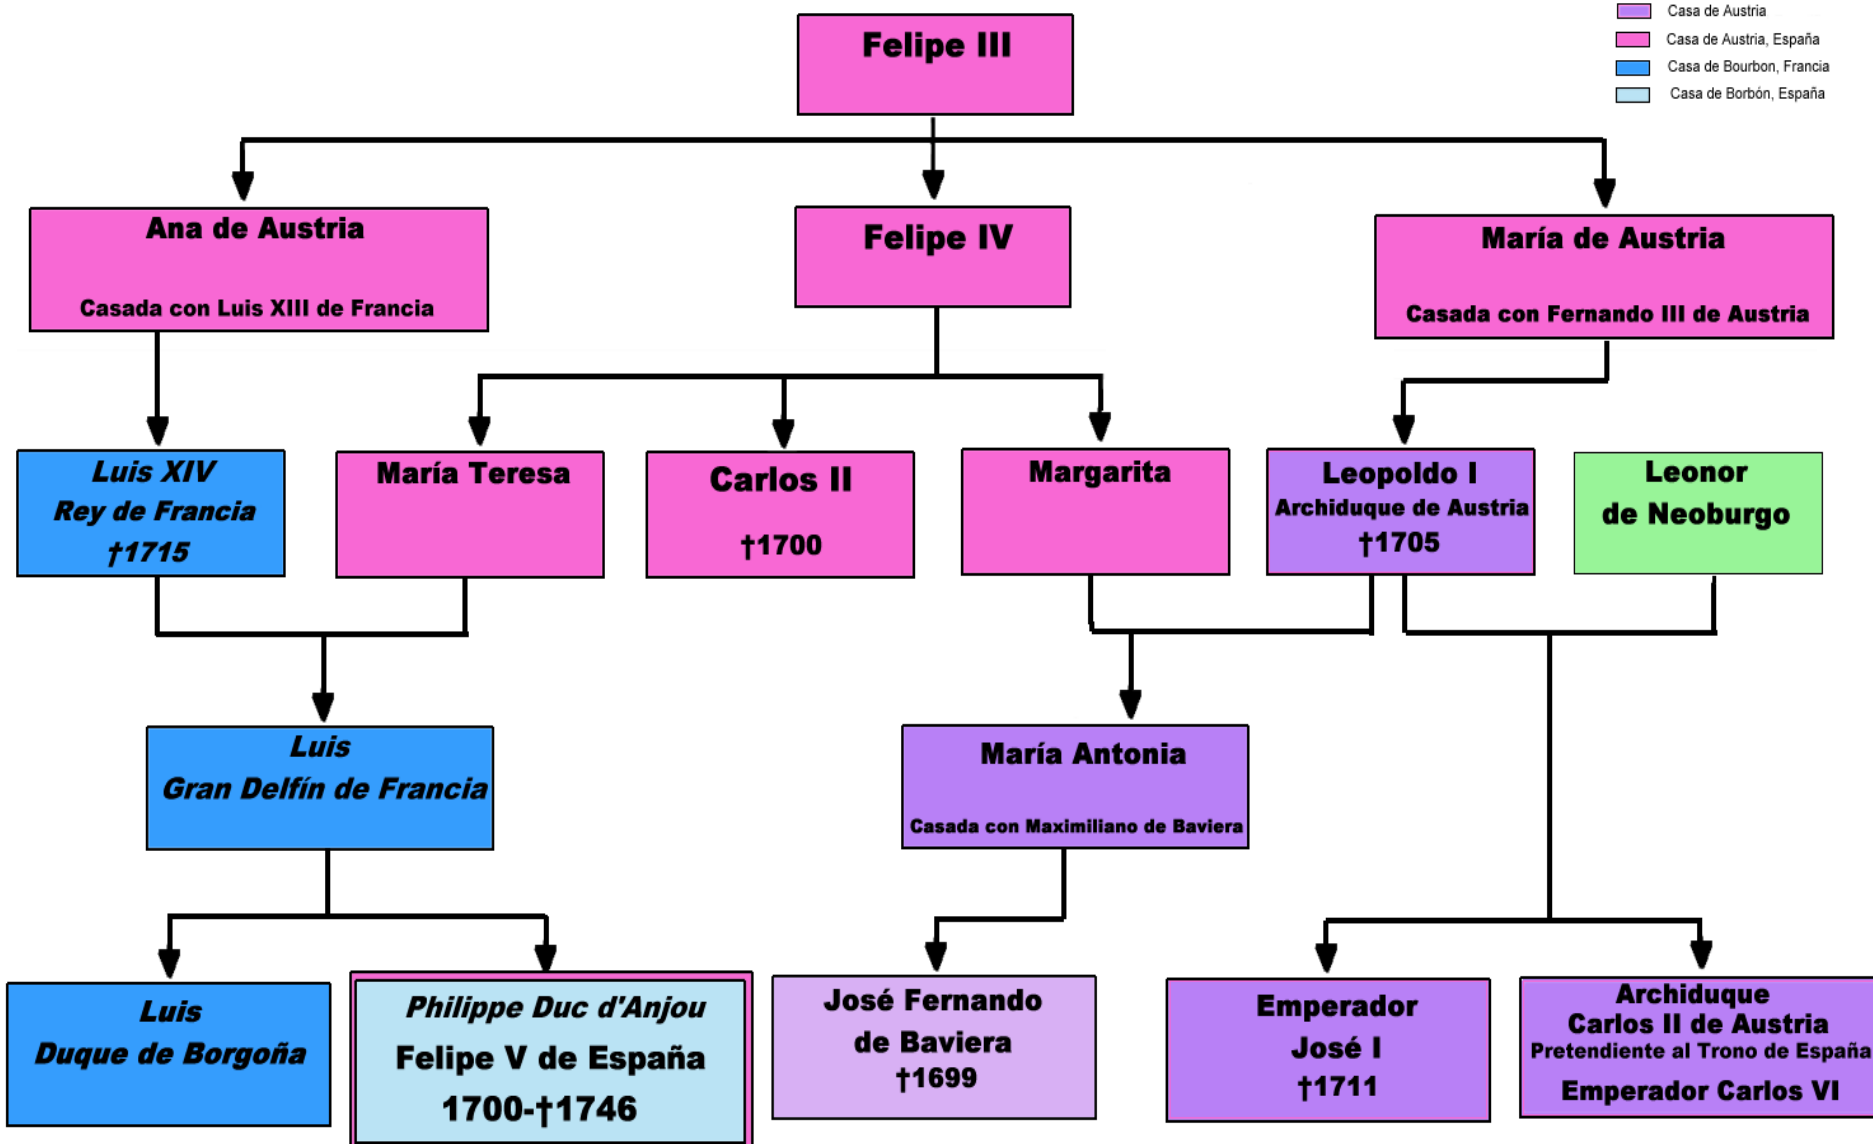 Casa de Austria
Casa de Austria, España
Casa de Bourbon, Francia
Casa de Borbón, España
Felipe III
Ana de Austria
Casada con Luis XIII de Francia
Felipe IV
María de Austria
Casada con Fernando III de Austria
Luis XIV
Rey de Francia
†1715
María Teresa
Carlos II
†1700
Margarita
Leopoldo I
Archiduque de Austria
†1705
Leonor
de Neoburgo
Luis
Gran Delfín de Francia
María Antonia
Casada con Maximiliano de Baviera
Luis
Duque de Borgoña
Philippe Duc d'Anjou
Felipe V de España
1700-†1746
José Fernando
de Baviera
†1699
Emperador
José I
†1711
Archiduque
Carlos II de Austria
Pretendiente al Trono de España
Emperador Carlos VI